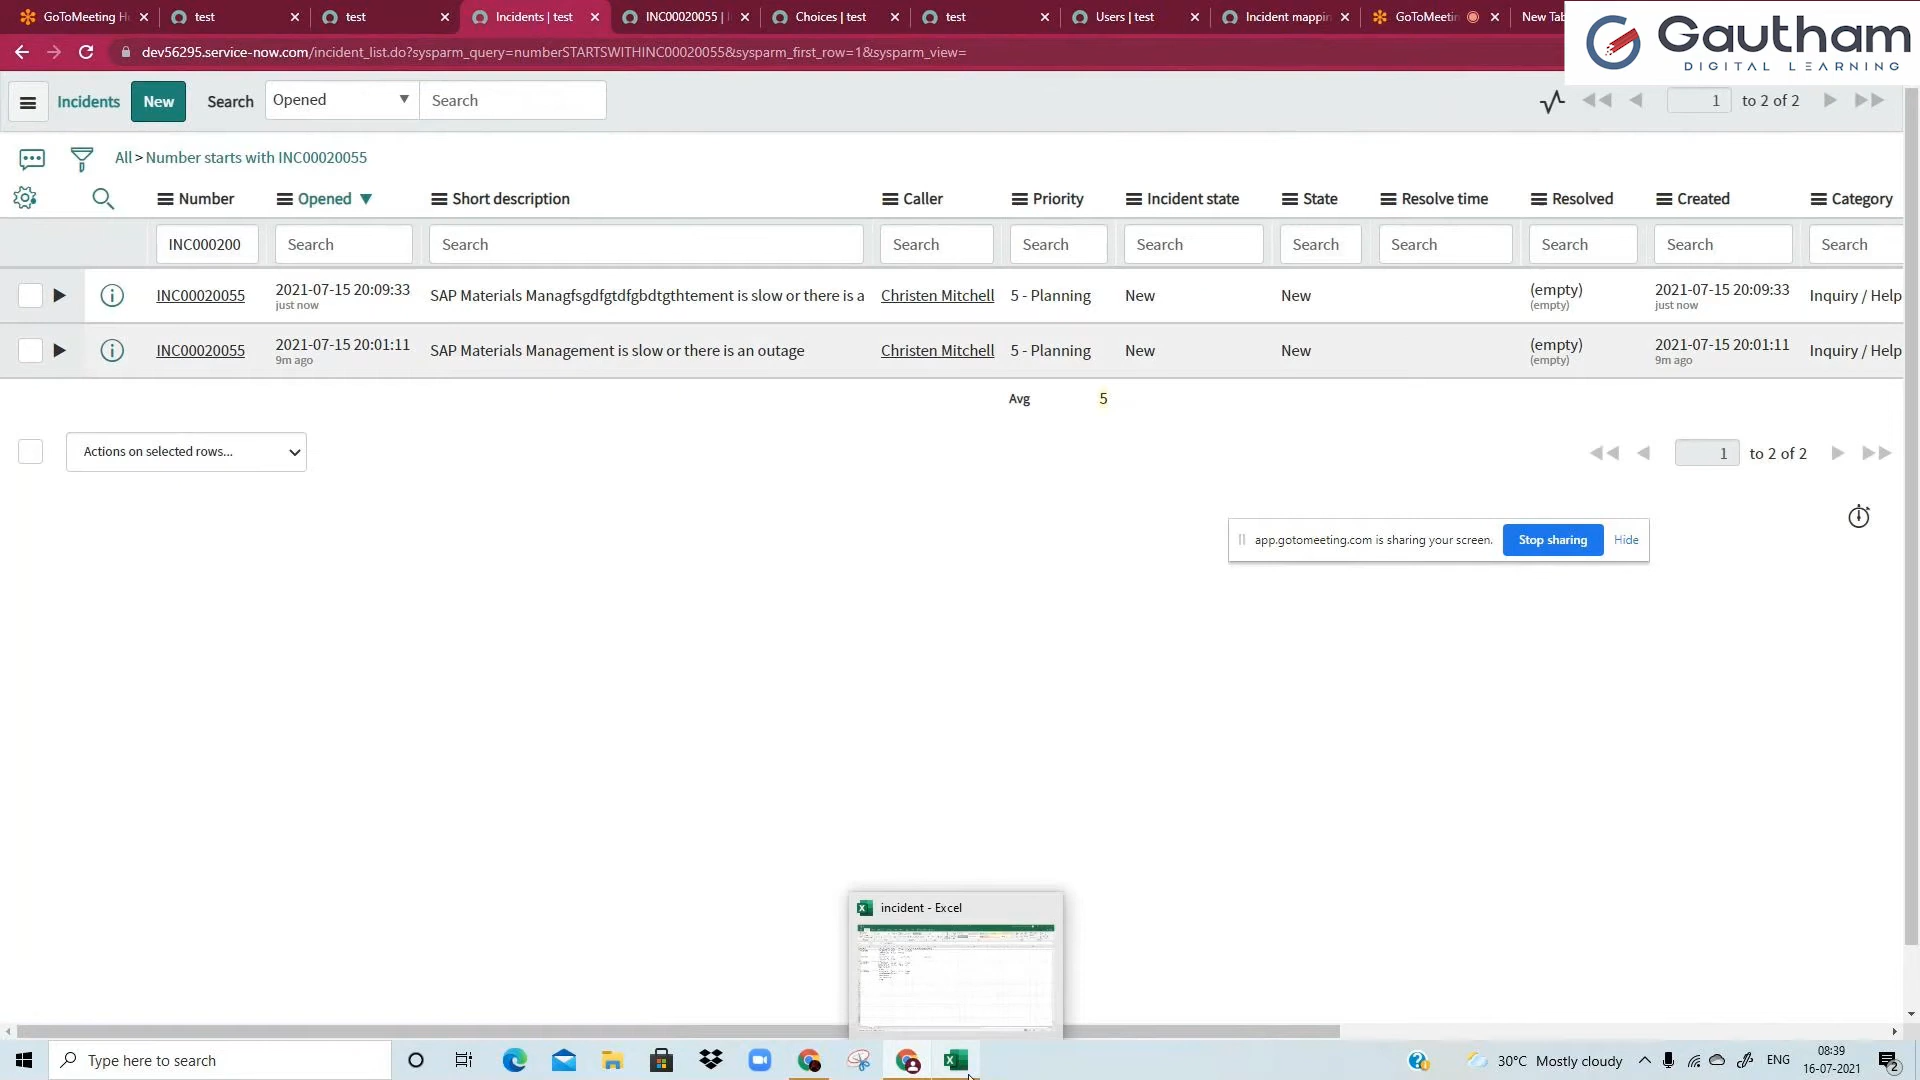 GoToMeeting H
test
test
Incidents | test
INC00020055 |
Choices | test
test
Users | test
Incident mappin
GoToMeetin
New Tab
Gautham
DIGITAL LEARNING
dev56295.service-now.com/incident_list.do?sysparm_query=numberSTARTSWITHINC00020055&sysparm_first_row=1&sysparm_view=
Incidents New Search Opened Search 1 to 2 of 2
All > Number starts with INC00020055
Number Opened Short description Caller Priority Incident state State Resolve time Resolved Created Category
INC000200 Search Search Search Search Search Search Search Search Search Search
INC00020055 2021-07-15 20:09:33 SAP Materials Managfsgdfgtdfgbdtgthtement is slow or there is a Christen Mitchell 5 - Planning New New (empty) 2021-07-15 20:09:33 Inquiry / Help
just now (empty) just now
INC00020055 2021-07-15 20:01:11 SAP Materials Management is slow or there is an outage Christen Mitchell 5 - Planning New New (empty) 2021-07-15 20:01:11 Inquiry / Help
9m ago (empty) 9m ago
Avg 5
Actions on selected rows... 1 to 2 of 2
app.gotomeeting.com is sharing your screen. Stop sharing Hide
incident - Excel
Type here to search
30°C Mostly cloudy
ENG
08:39
16-07-2021
2